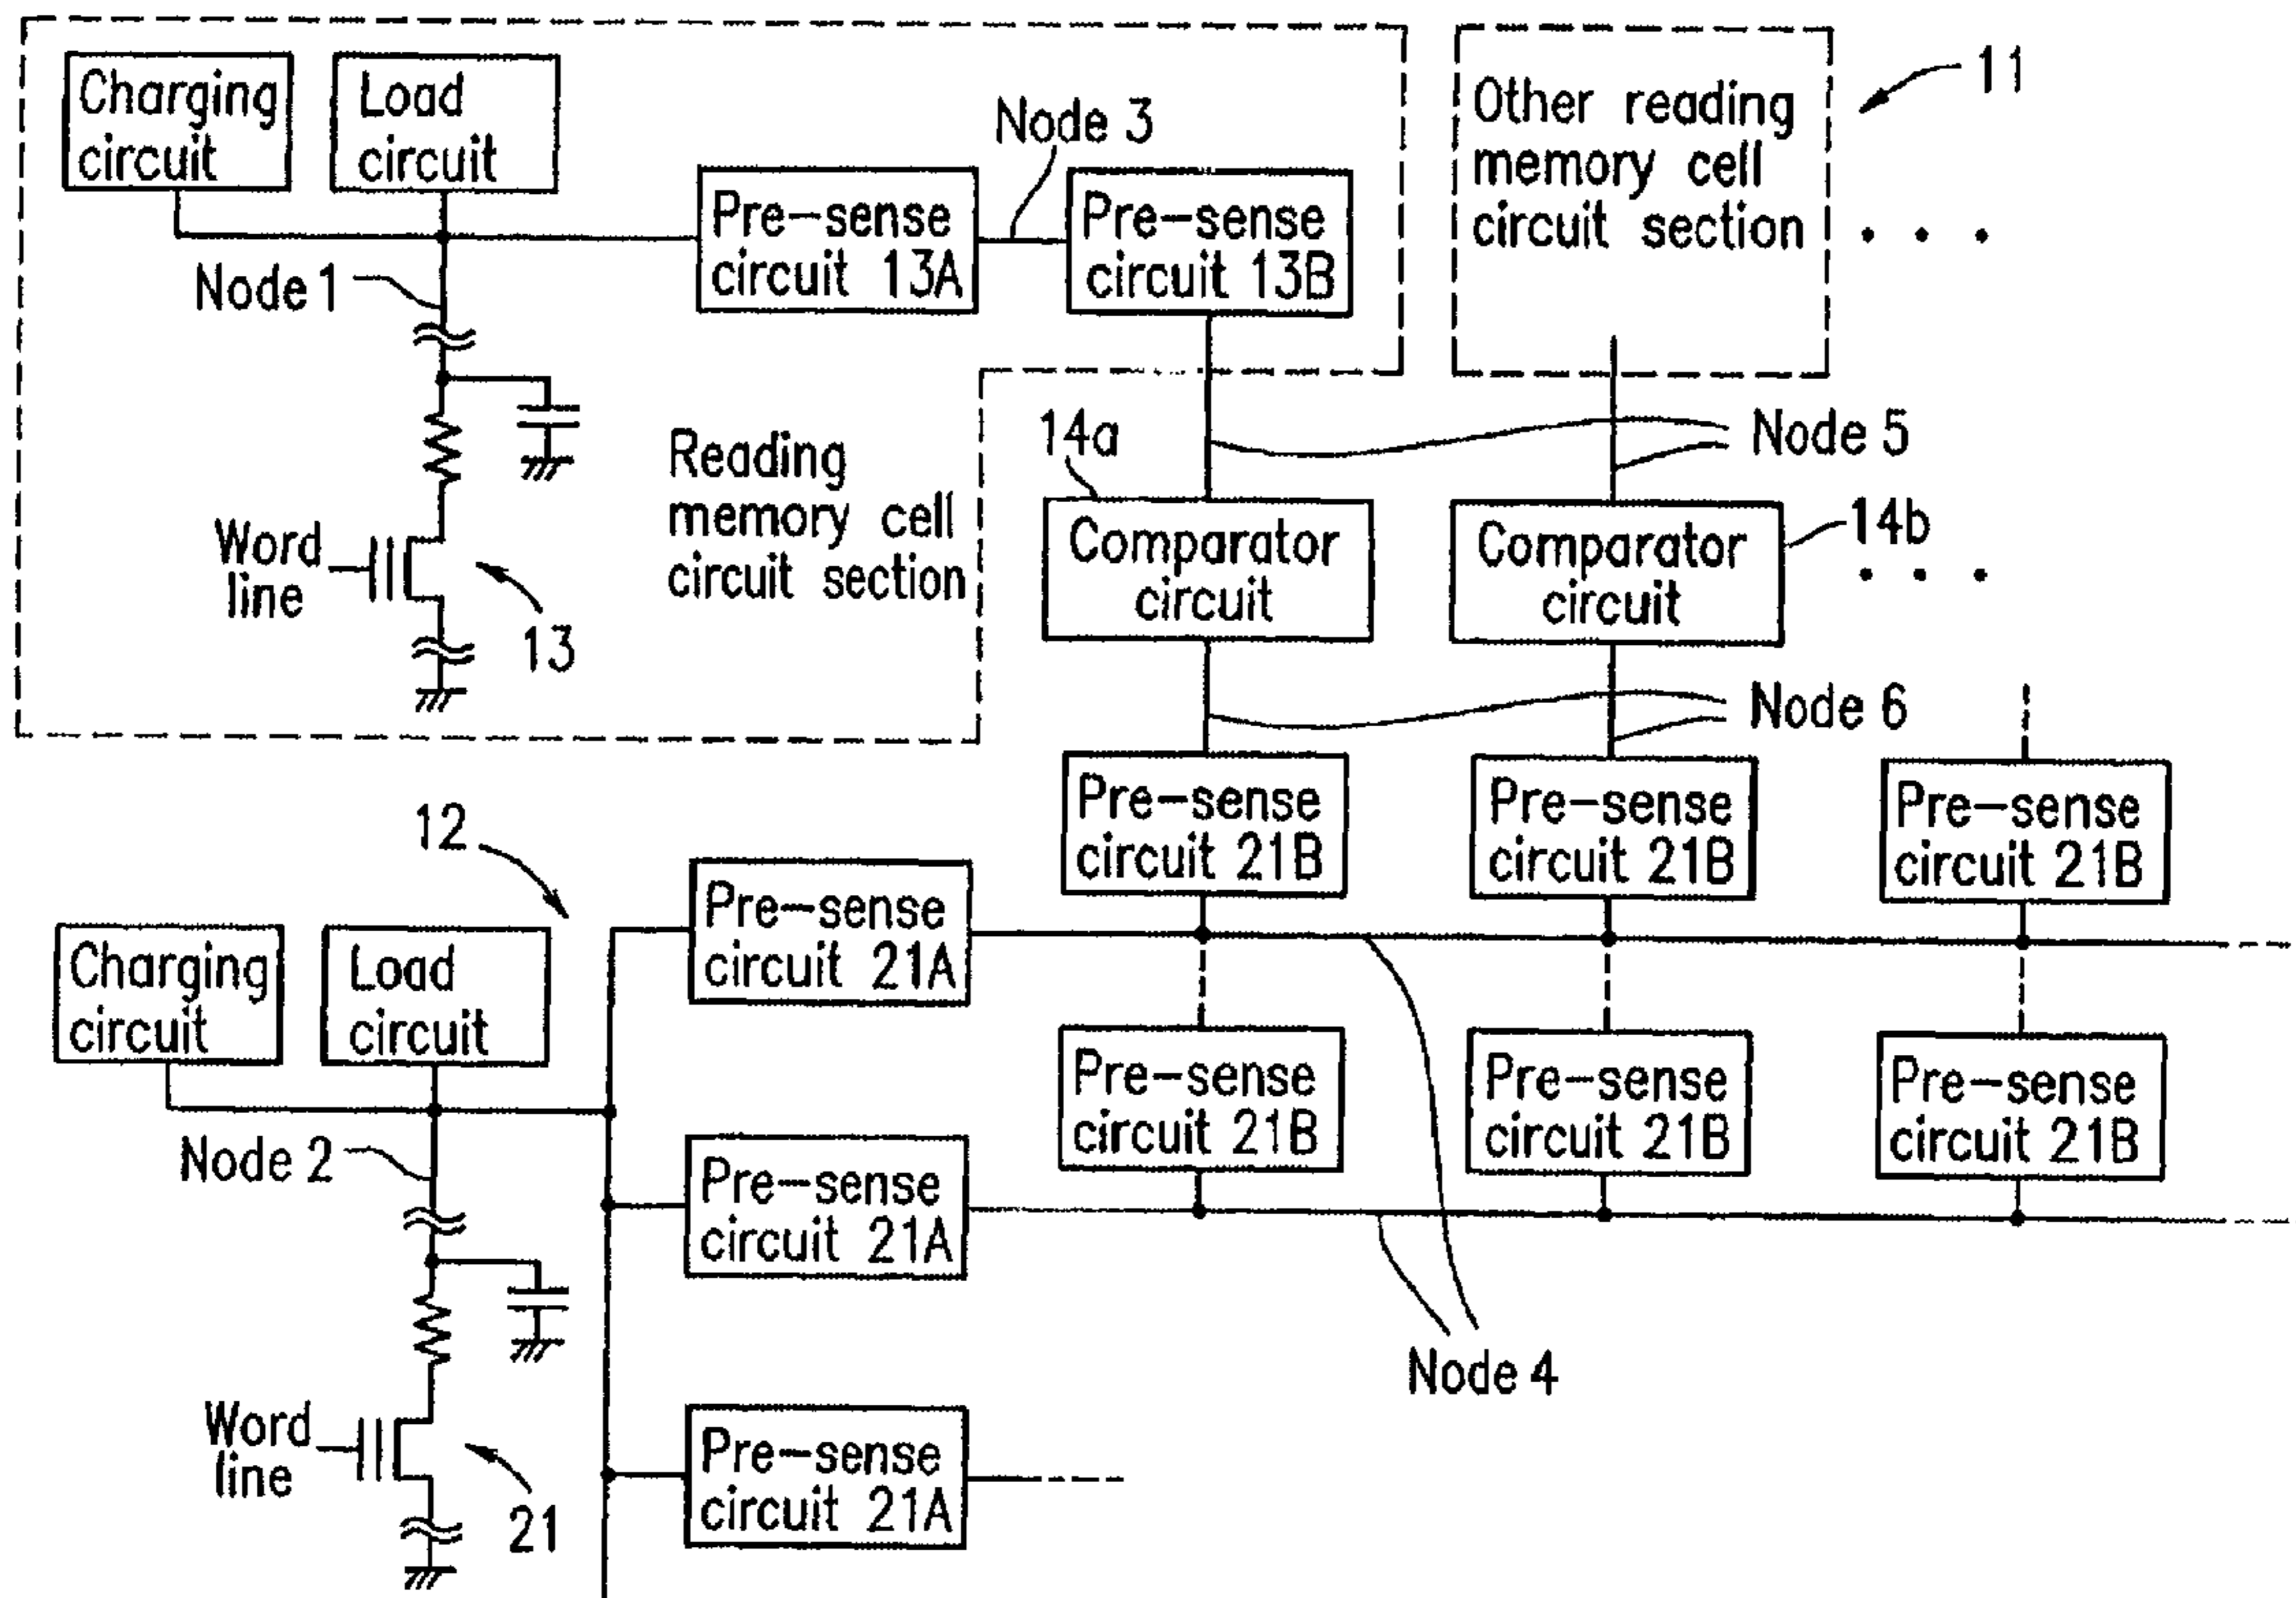 Charging
circuit
Load
circuit
Node 3
Other reading
memory cell
circuit section
11
Pre-sense
circuit 13A
Pre-sense
circuit 13B
Node 1
14a
Node 5
Reading
memory cell
circuit section
Word
line
13
Comparator
circuit
Comparator
circuit
14b
Node 6
12
Pre-sense
circuit 21B
Pre-sense
circuit 21B
Pre-sense
circuit 21B
Charging
circuit
Load
circuit
Pre-sense
circuit 21A
Node 2
Pre-sense
circuit 21B
Pre-sense
circuit 21B
Pre-sense
circuit 21B
Pre-sense
circuit 21A
Node 4
Word
line
21
Pre-sense
circuit 21A